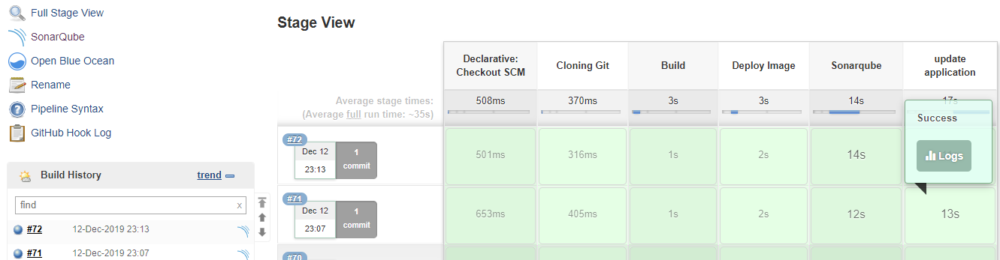 Full Stage View
SonarQube
Open Blue Ocean
Rename
Pipeline Syntax
GitHub Hook Log
Build History
trend
find
x
#72
12-Dec-2019 23:13
#71
12-Dec-2019 23:07
Stage View
Declarative:
Checkout SCM
Cloning Git
Build
Deploy Image
Sonarqube
update
application
Average stage times:
(Average full run time: ~35s)
508ms
370ms
3s
3s
14s
17s
#72
Dec 12
23:13
1
commit
501ms
316ms
1s
2s
14s
Success
Logs
#71
Dec 12
23:07
1
commit
653ms
405ms
1s
2s
12s
13s
#70